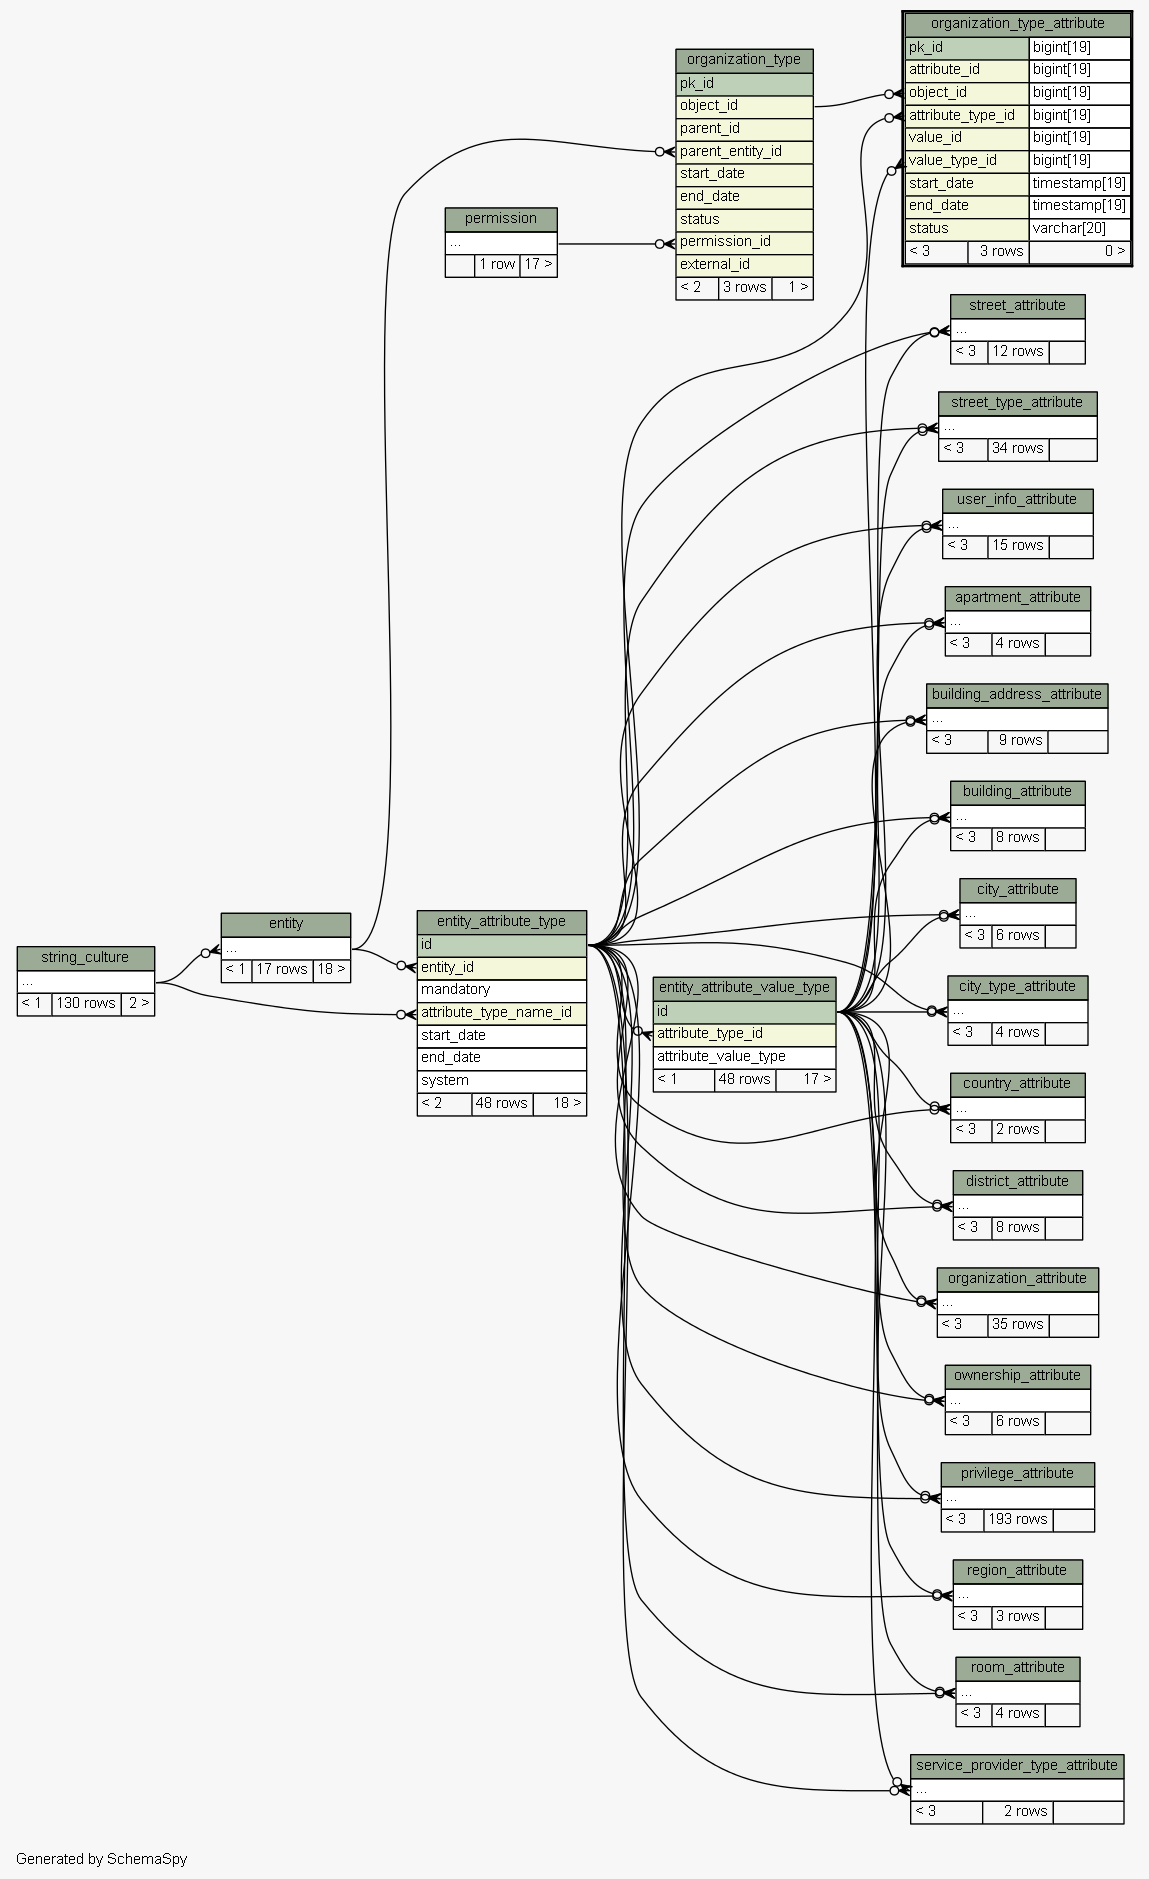 organization_type_attribute
pk_id bigint[19]
attribute_id bigint[19]
object_id bigint[19]
attribute_type_id bigint[19]
value_id bigint[19]
value_type_id bigint[19]
start_date timestamp[19]
end_date timestamp[19]
status varchar[20]
< 3 3 rows 0 >
organization_type
pk_id
object_id
parent_id
parent_entity_id
start_date
end_date
status
permission_id
external_id
< 2 3 rows 1 >
permission
...
1 row 17 >
street_attribute
...
< 3 12 rows
street_type_attribute
...
< 3 34 rows
user_info_attribute
...
< 3 15 rows
apartment_attribute
...
< 3 4 rows
building_address_attribute
...
< 3 9 rows
building_attribute
...
< 3 8 rows
city_attribute
...
< 3 6 rows
entity_attribute_type
id
entity_id
mandatory
attribute_type_name_id
start_date
end_date
system
< 2 48 rows 18 >
entity
...
< 1 17 rows 18 >
string_culture
...
< 1 130 rows 2 >
entity_attribute_value_type
id
attribute_type_id
attribute_value_type
< 1 48 rows 17 >
city_type_attribute
...
< 3 4 rows
country_attribute
...
< 3 2 rows
district_attribute
...
< 3 8 rows
organization_attribute
...
< 3 35 rows
ownership_attribute
...
< 3 6 rows
privilege_attribute
...
< 3 193 rows
region_attribute
...
< 3 3 rows
room_attribute
...
< 3 4 rows
service_provider_type_attribute
...
< 3 2 rows
Generated by SchemaSpy